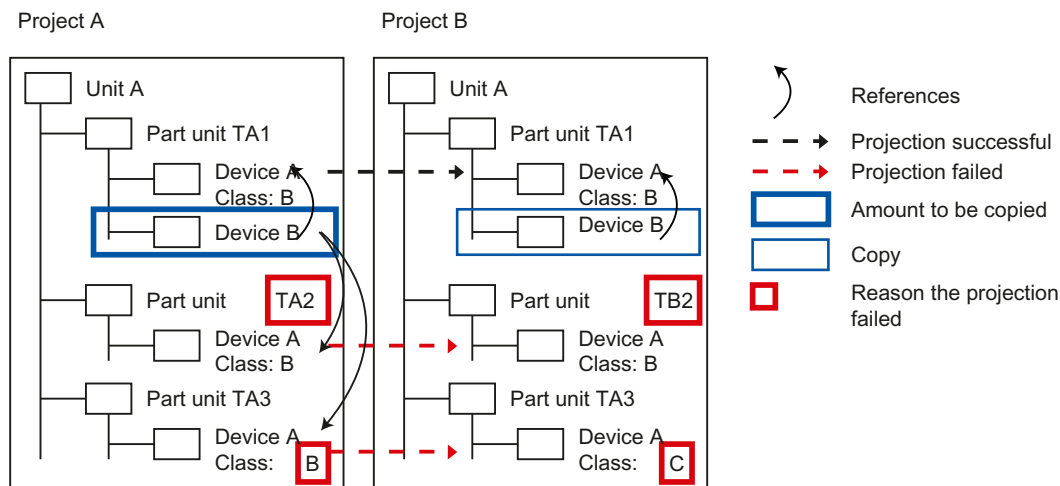 Project A
Unit A
Part unit TA1
Device A
Class: B
Device B
Part unit TA2
Device A
Class: B
Part unit TA3
Device A
Class: B
Project B
Unit A
Part unit TA1
Device A
Class: B
Device B
Part unit TB2
Device A
Class: B
Part unit TA3
Device A
Class: C
References
Projection successful
Projection failed
Amount to be copied
Copy
Reason the projection
failed